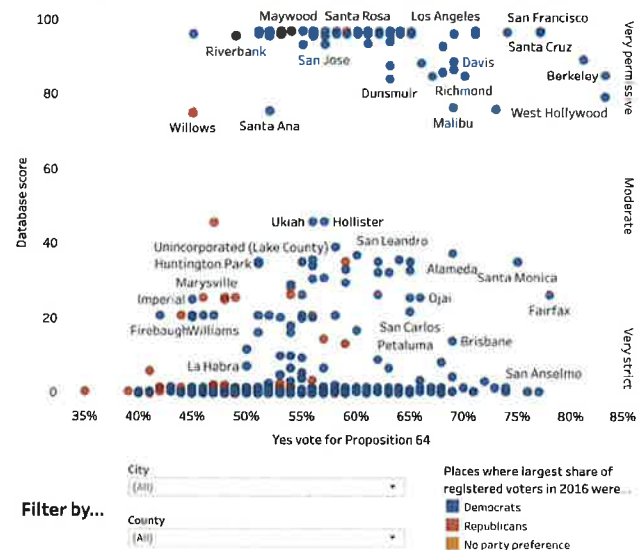 100
80
60
40
20
0
Database score
Maywood
Santa Rosa
Los Angeles
San Francisco
Riverbank
San Jose
Santa Cruz
Davis
Berkeley
Dunsmuir
Richmond
West Hollywood
Willows
Santa Ana
Malibu
Ukiah
Hollister
Unincorporated (Lake County)
San Leandro
Huntington Park
Alameda
Santa Monica
Marysville
Imperial
Ojai
Fairfax
Firebaugh
Williams
San Carlos
Petaluma
Brisbane
La Habra
San Anselmo
Very permissive
Moderate
Very strict
35% 40% 45% 50% 55% 60% 65% 70% 75% 80% 85%
Yes vote for Proposition 64
Filter by...
City
(All)
County
(All)
Places where largest share of
registered voters in 2016 were...
Democrats
Republicans
No party preference